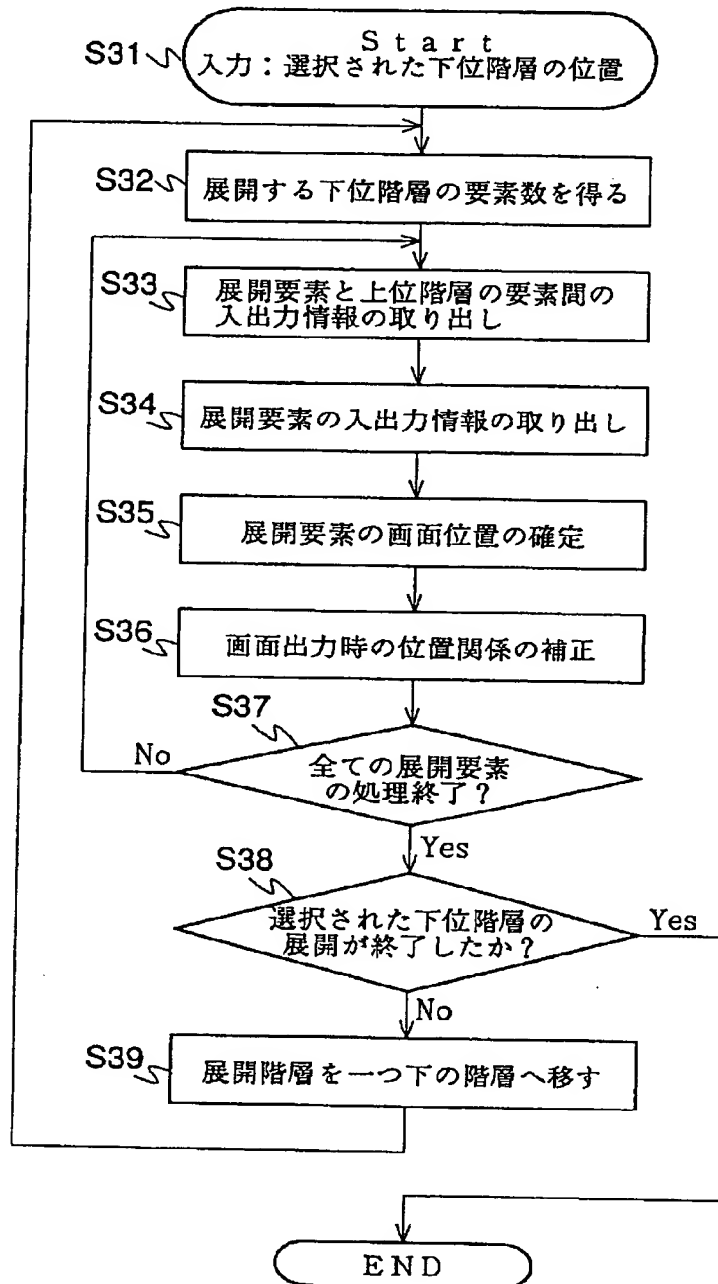 S31
Start
入力：選択された下位階層の位置
S32
展開する下位階層の要素数を得る
S33
展開要素と上位階層の要素間の
入出力情報の取り出し
S34
展開要素の入出力情報の取り出し
S35
展開要素の画面位置の確定
S36
画面出力時の位置関係の補正
S37
No
全ての展開要素
の処理終了？
Yes
S38
選択された下位階層の
展開が終了したか？
Yes
No
S39
展開階層を一つ下の階層へ移す
END